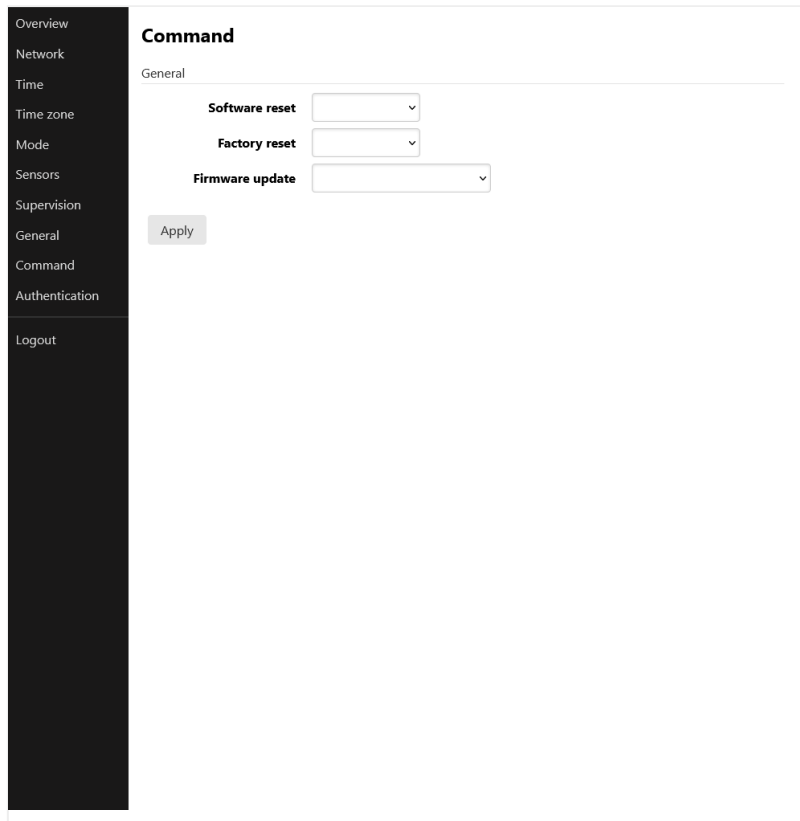 Overview
Network
Time
Time zone
Mode
Sensors
Supervision
General
Command
Authentication
Logout
Command
General
Software reset
Factory reset
Firmware update
Apply